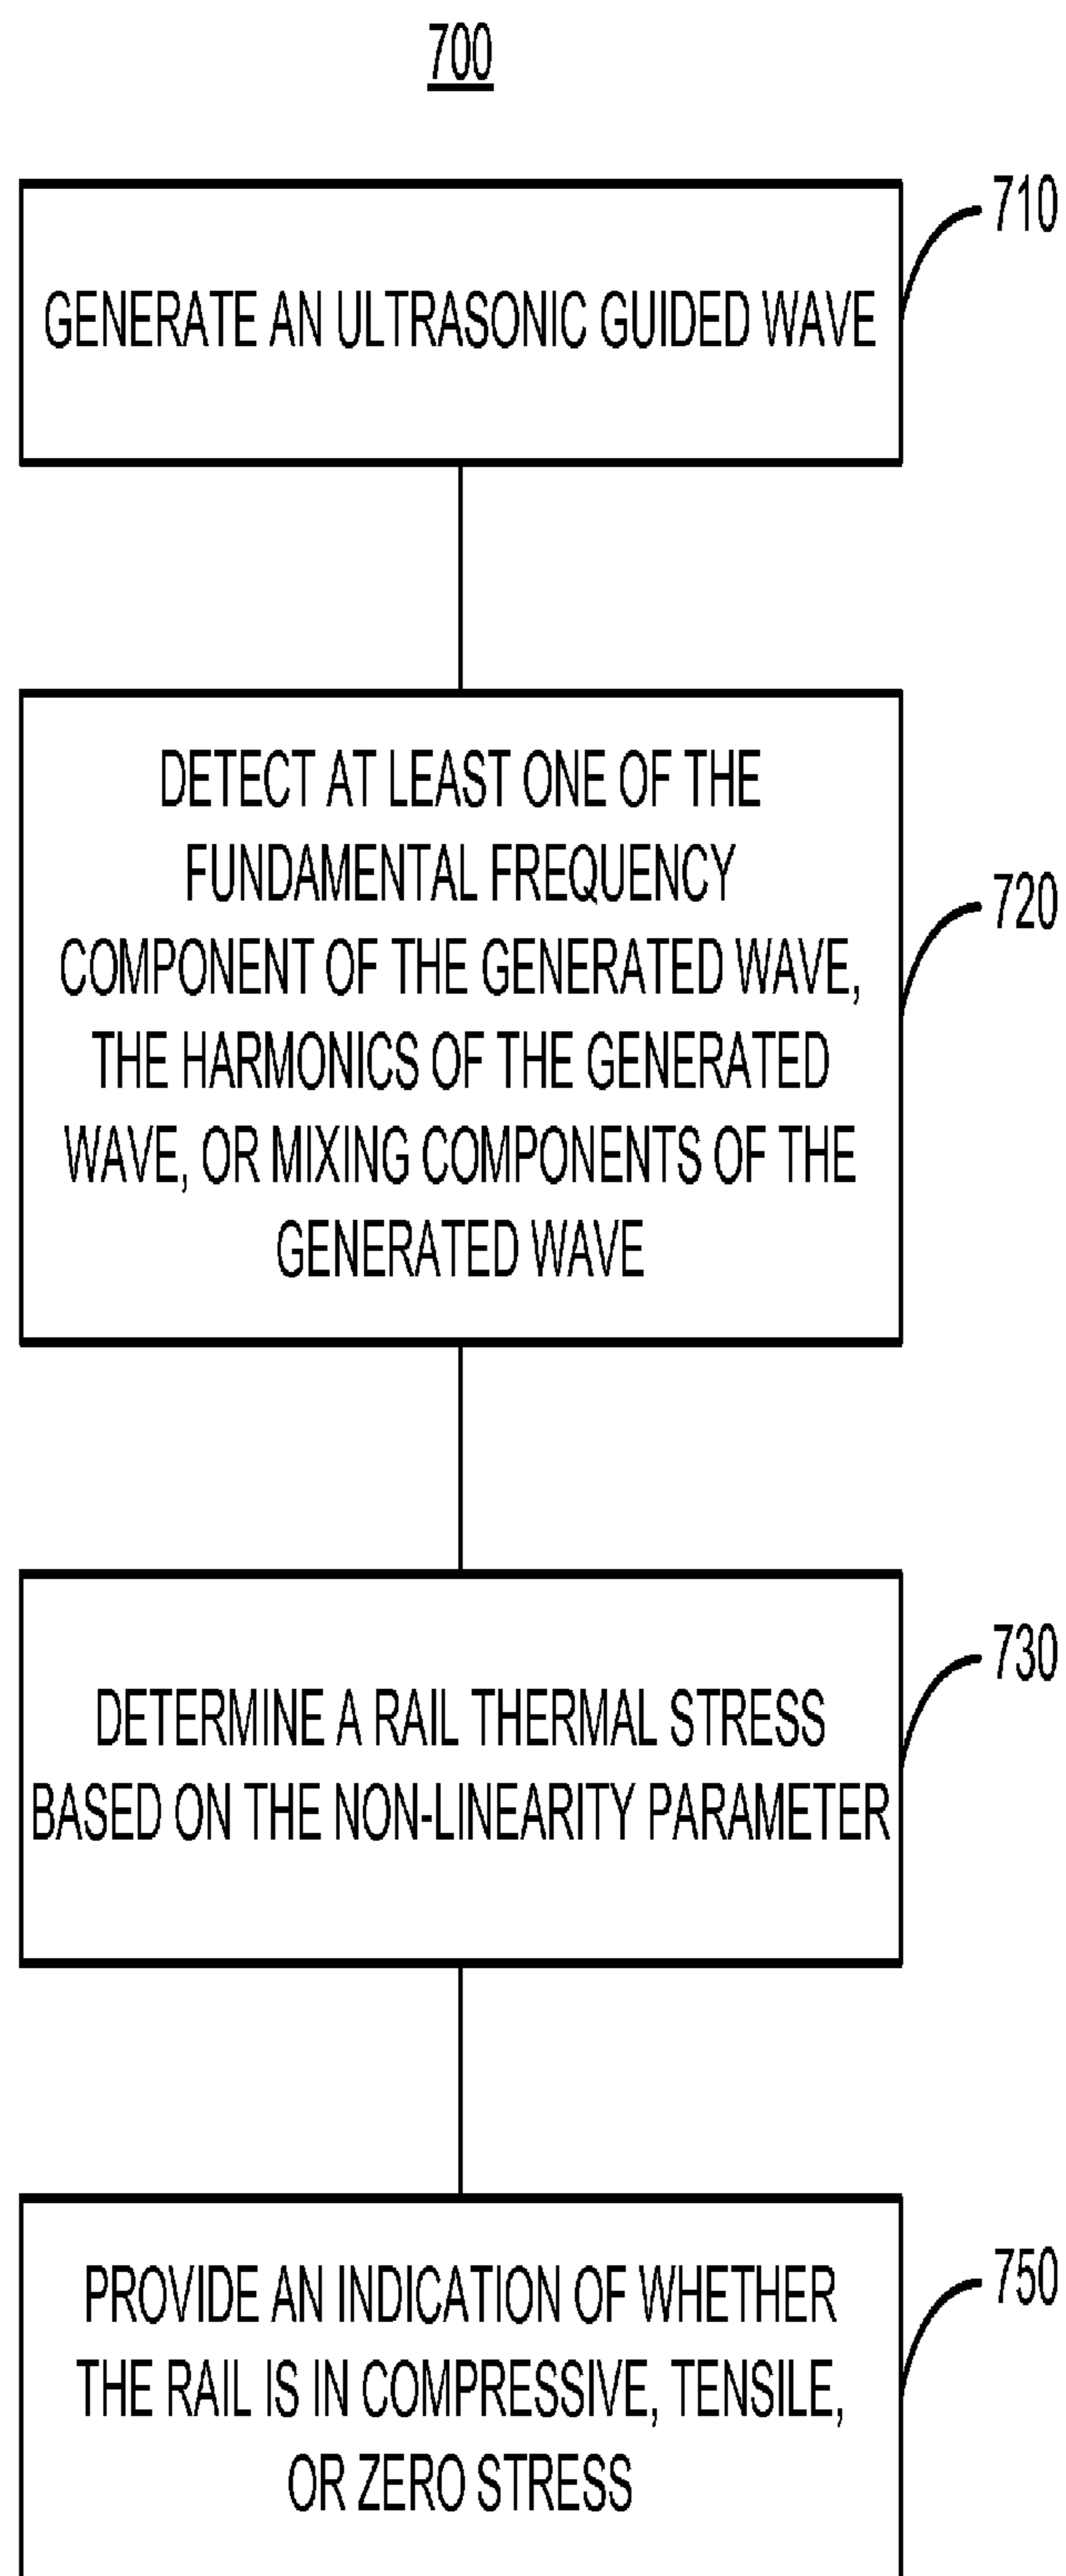 700
710
GENERATE AN ULTRASONIC GUIDED WAVE
DETECT AT LEAST ONE OF THE
FUNDAMENTAL FREQUENCY
720
COMPONENT OF THE GENERATED WAVE,
THE HARMONICS OF THE GENERATED
WAVE, OR MIXING COMPONENTS OF THE
GENERATED WAVE
730
DETERMINE A RAIL THERMAL STRESS
BASED ON THE NON-LINEARITY PARAMETER
750
PROVIDE AN INDICATION OF WHETHER
THE RAIL IS IN COMPRESSIVE, TENSILE,
OR ZERO STRESS